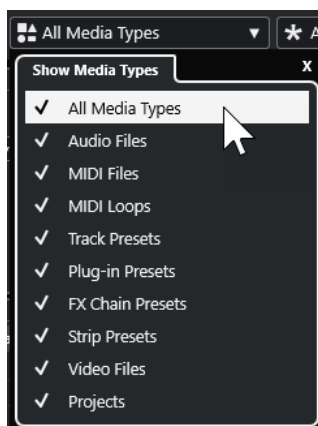 All Media Types
Show Media Types
X
All Media Types
Audio Files
MIDI Files
MIDI Loops
Track Presets
Plug-in Presets
FX Chain Presets
Strip Presets
Video Files
Projects